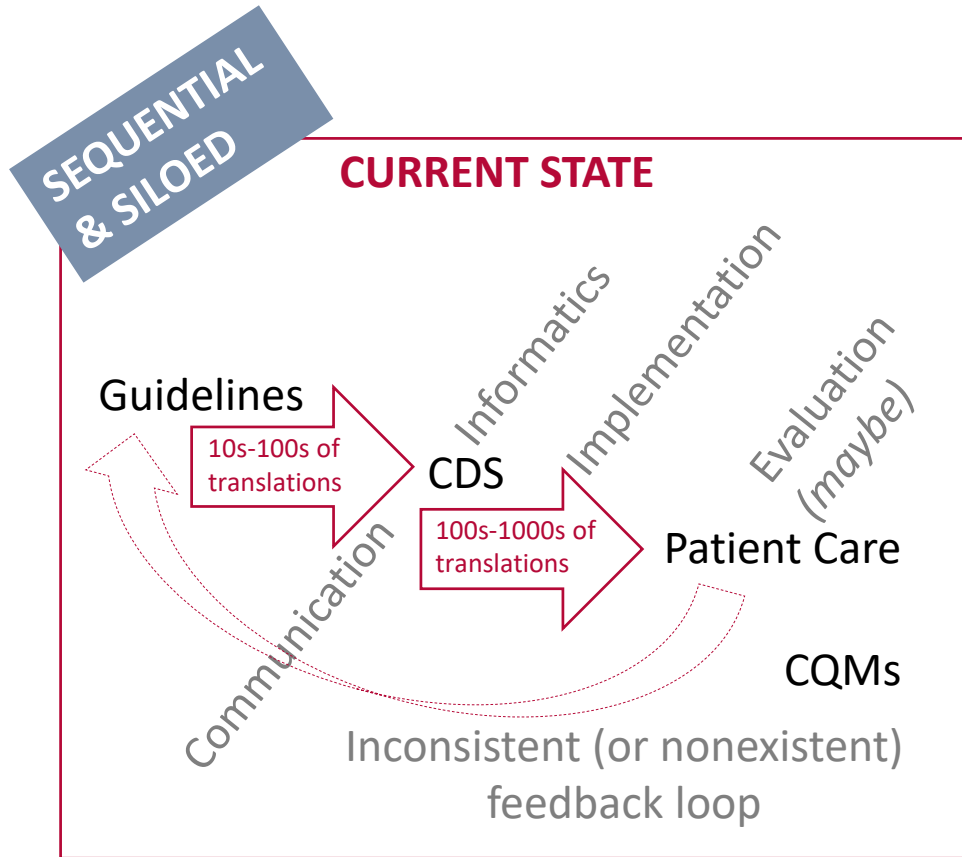 SEQUENTIAL
& SILOED
CURRENT STATE
Informatics
Implementation
Evaluation
(maybe)
Guidelines
10s-100s of
translations
CDS
100s-1000s of
translations
Patient Care
Communication
CQMs
Inconsistent (or nonexistent)
feedback loop